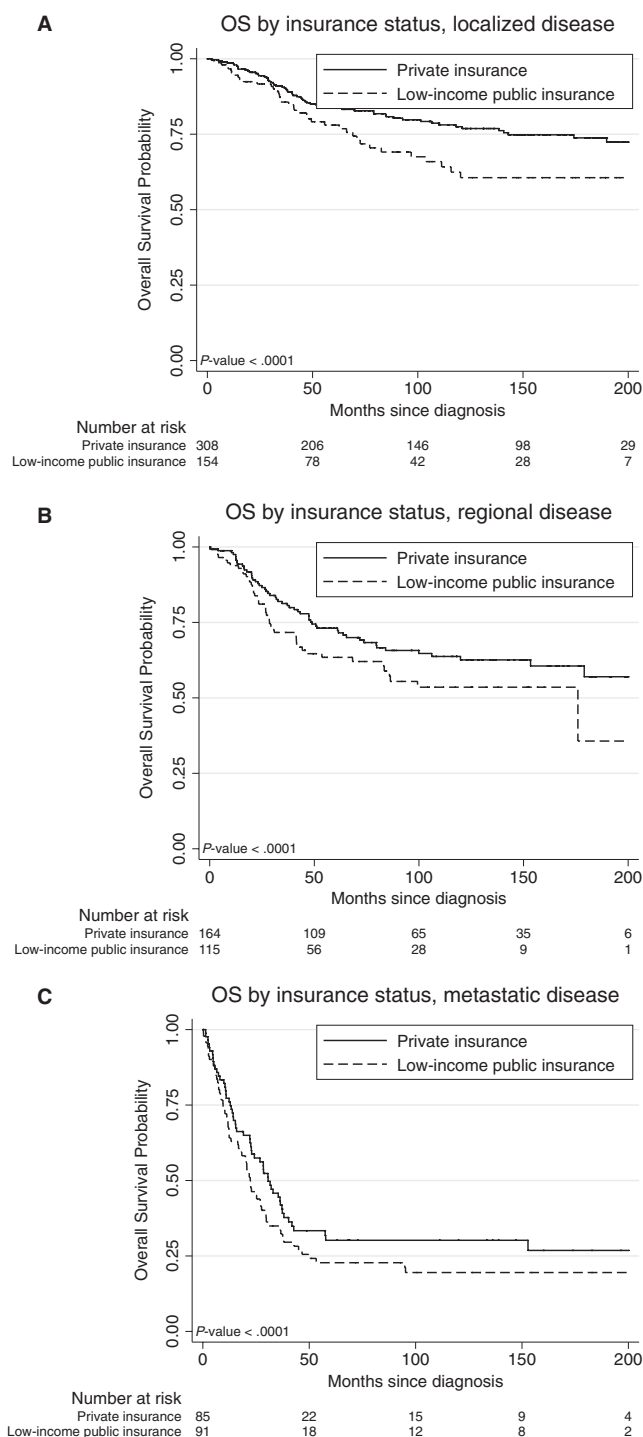 A
OS by insurance status, localized disease
Private insurance
Low-income public insurance
Overall Survival Probability
1.00
0.75
0.50
0.25
0.00
P-value < .0001
0 50 100 150 200
Months since diagnosis
Number at risk
Private insurance 308 206 146 98 29
Low-income public insurance 154 78 42 28 7
B
OS by insurance status, regional disease
Private insurance
Low-income public insurance
Overall Survival Probability
1.00
0.75
0.50
0.25
0.00
P-value < .0001
0 50 100 150 200
Months since diagnosis
Number at risk
Private insurance 164 109 65 35 6
Low-income public insurance 115 56 28 9 1
C
OS by insurance status, metastatic disease
Private insurance
Low-income public insurance
Overall Survival Probability
1.00
0.75
0.50
0.25
0.00
P-value < .0001
0 50 100 150 200
Months since diagnosis
Number at risk
Private insurance 85 22 15 9 4
Low-income public insurance 91 18 12 8 2